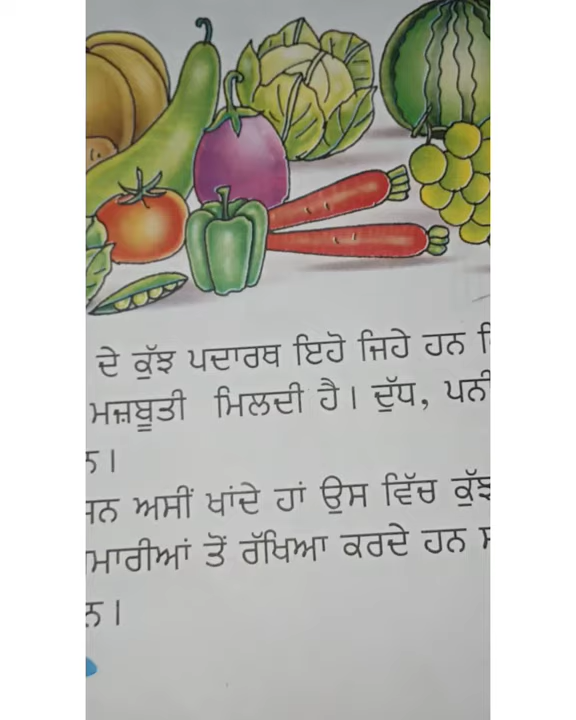 ਦੇ ਕੁੱਝ ਪਦਾਰਥ ਇਹੋ ਜਿਹੇ ਹਨ
ਮਜ਼ਬੂਤੀ ਮਿਲਦੀ ਹੈ। ਦੁੱਧ,
ਅਸੀਂ ਖਾਂਦੇ ਹਾਂ ਉਸ ਵਿੱਚ ਕੁੱਝ
ਤੋਂ ਰੱਖਿਆ ਕਰਦੇ ਹਨ